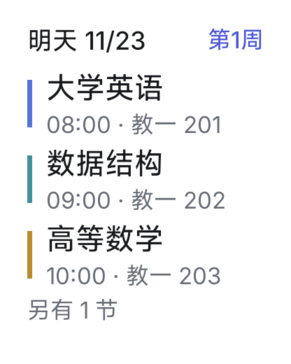 明天 11/23 第1周
大学英语
08:00 · 教一 201
数据结构
09:00 · 教一 202
高等数学
10:00 · 教一 203
另有 1 节